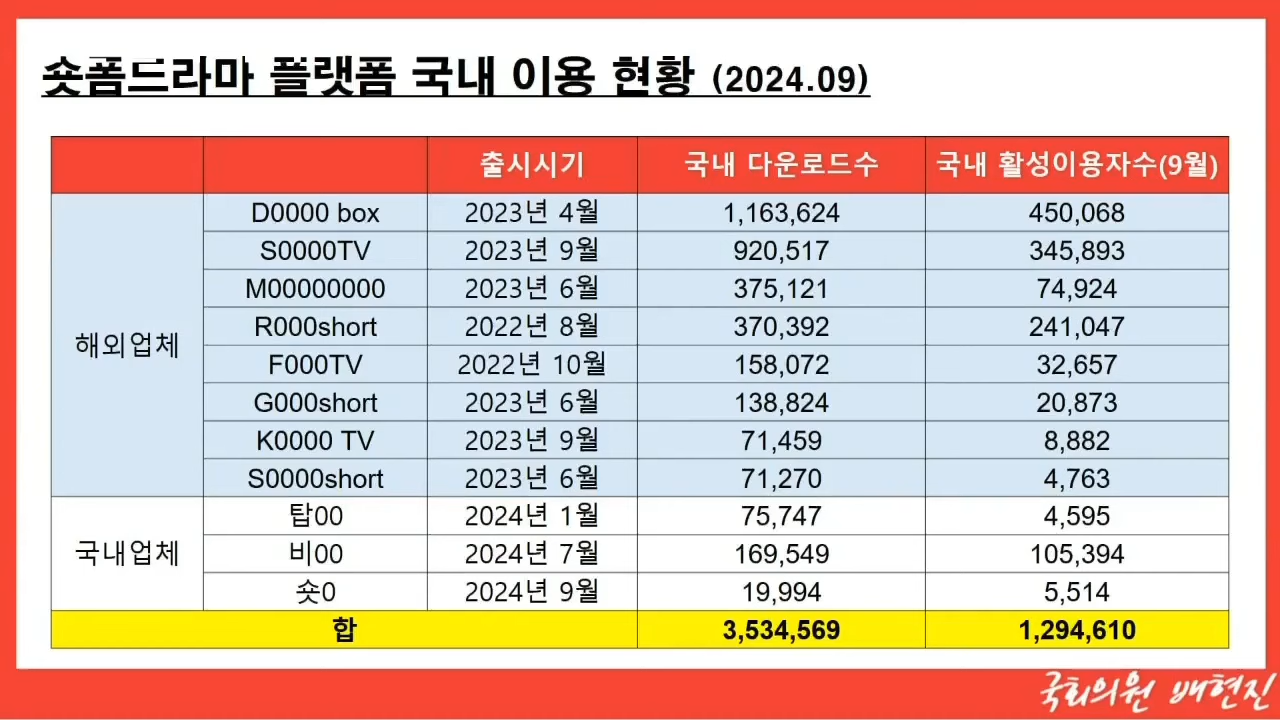 숏폼드라마 플랫폼 국내 이용 현황 (2024.09)
출시시기 국내 다운로드수 국내 활성이용자수(9월)
해외업체
D0000 box 2023년 4월 1,163,624 450,068
S0000TV 2023년 9월 920,517 345,893
M00000000 2023년 6월 375,121 74,924
R000short 2022년 8월 370,392 241,047
F000TV 2022년 10월 158,072 32,657
G000short 2023년 6월 138,824 20,873
K0000 TV 2023년 9월 71,459 8,882
S0000short 2023년 6월 71,270 4,763
국내업체
탑00 2024년 1월 75,747 4,595
비00 2024년 7월 169,549 105,394
숏0 2024년 9월 19,994 5,514
합 3,534,569 1,294,610
국회의원 배현진